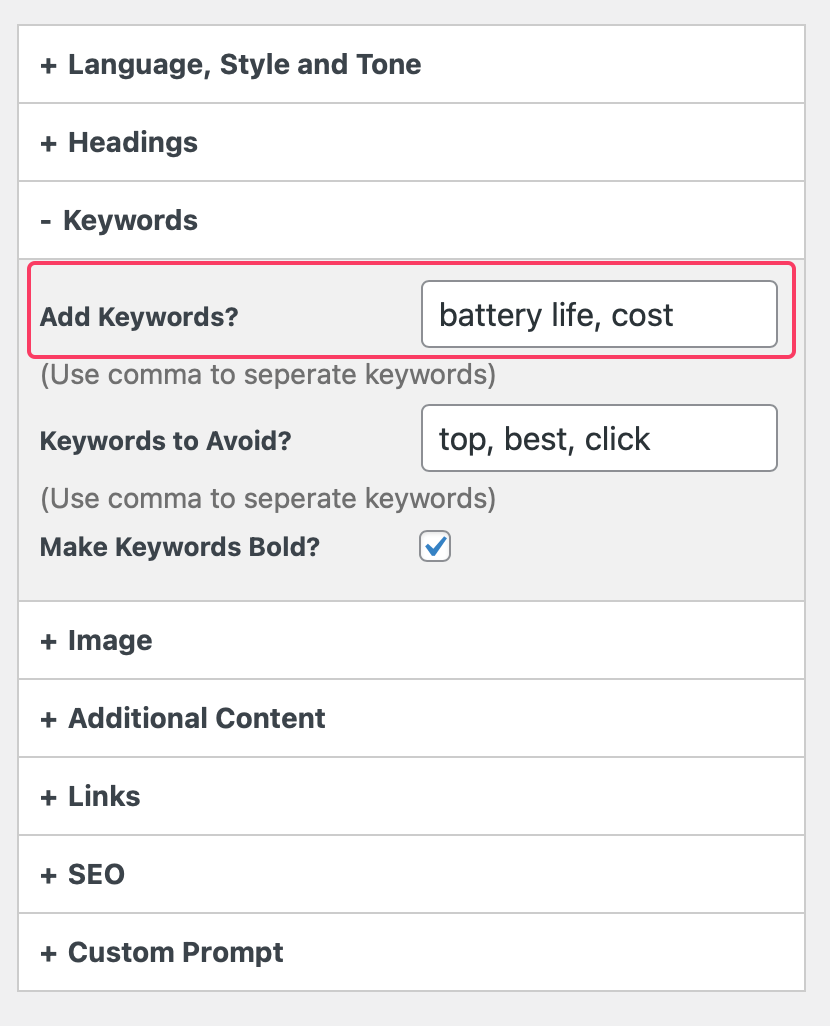 + Language, Style and Tone
+ Headings
- Keywords
Add Keywords? battery life, cost
(Use comma to seperate keywords)
Keywords to Avoid? top, best, click
(Use comma to seperate keywords)
Make Keywords Bold?
+ Image
+ Additional Content
+ Links
+ SEO
+ Custom Prompt